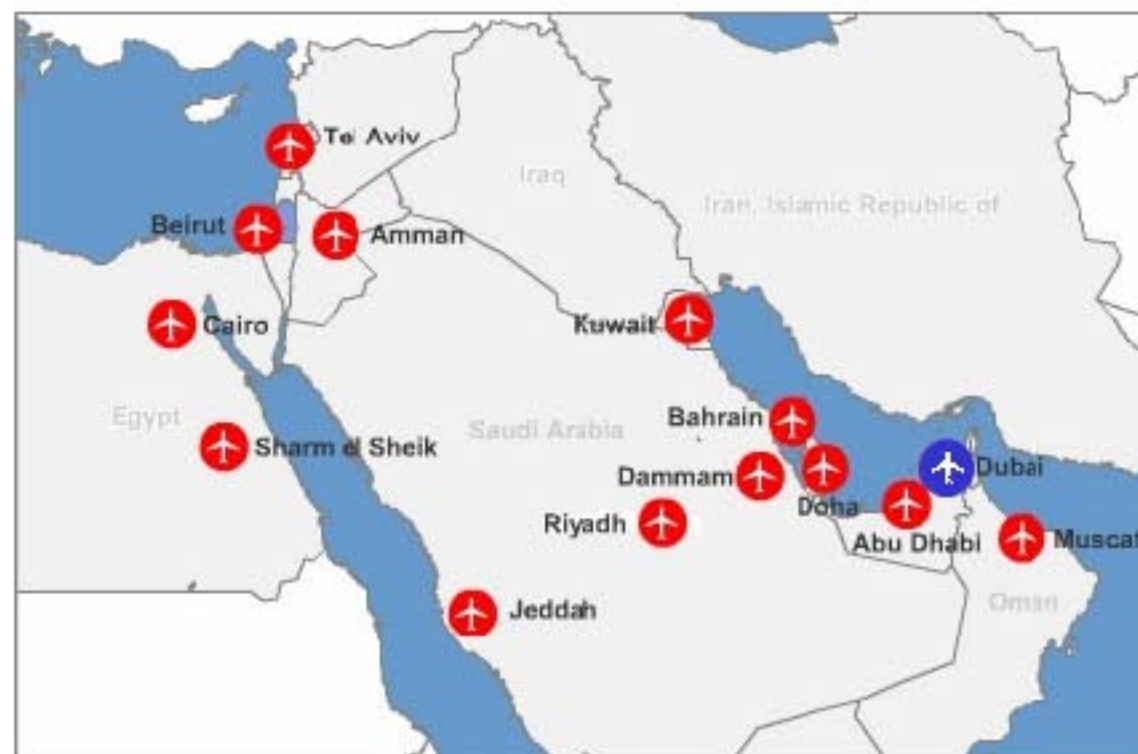 Tel Aviv
Iraq
Iran, Islamic Republic of
Beirut
Amman
Cairo
Kuwait
Egypt
Saudi Arabia
Bahrain
Sharm el Sheik
Dammam
Dubai
Doha
Riyadh
Abu Dhabi
Muscat
Jeddah
Oman